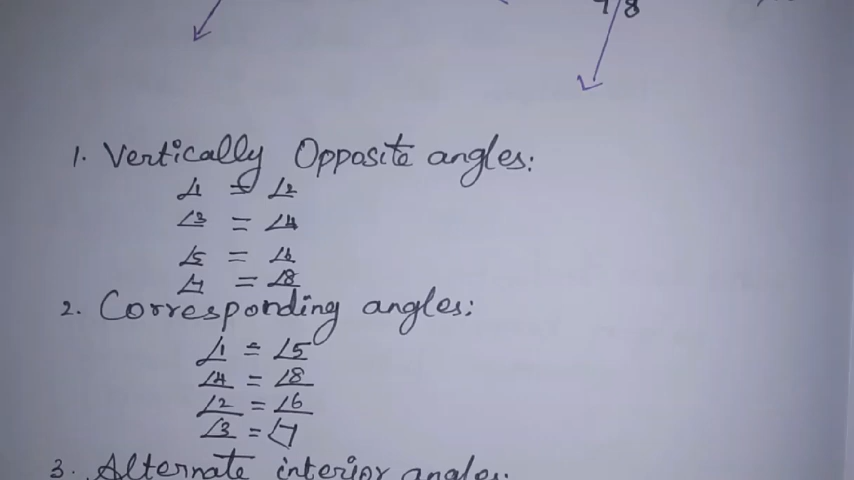 7 8
1. Vertically Opposite angles:
∠1 = ∠2
∠3 = ∠4
∠5 = ∠6
∠7 = ∠8
2. Corresponding angles:
∠1 = ∠5
∠4 = ∠8
∠2 = ∠6
∠3 = ∠7
3. Alternate interior angles: